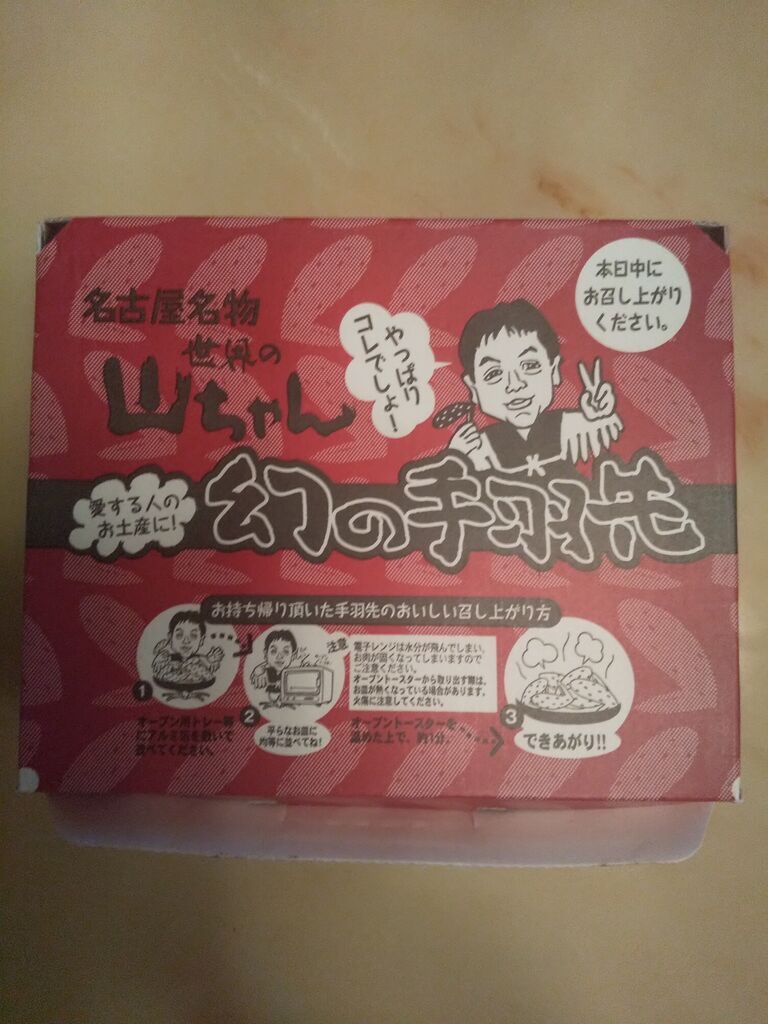 本日中に
お召し上がり
ください。
名古屋名物
世界の
山ちゃん
やっぱり
コレでしょ!
愛する人の
お土産に!
幻の手羽先
お持ち帰り頂いた手羽先のおいしい召し上がり方
1
オーブン用トレー等
にアルミ箔を敷いて
並べてください。
2
平らなお皿に
均等に並べてね!
注意
電子レンジは水分が飛んでしまい、
お肉が固くなってしまいますので
ご注意ください。
オーブントースターから取り出す際は、
お皿が熱くなっている場合があります。
火傷に注意してください。
オーブントースターを
温めた上で、約1分。
3
できあがり!!